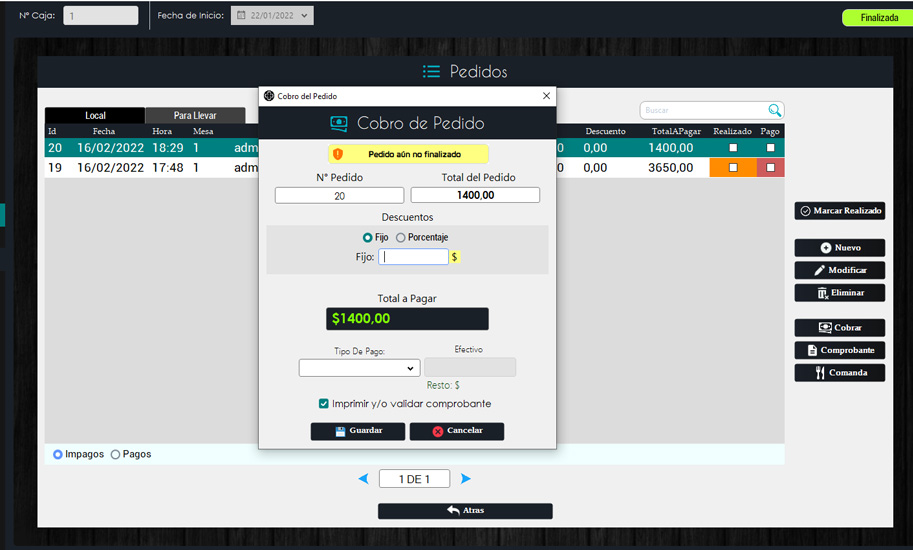 N° Caja: 1 Fecha de Inicio: 22/01/2022 Finalizada
Pedidos
Cobro del Pedido
Local Para Llevar Buscar
Cobro de Pedido
Id Fecha Hora Mesa Descuento TotalAPagar Realizado Pago
20 16/02/2022 18:29 1 adm 0 0,00 1400,00
Pedido aún no finalizado
19 16/02/2022 17:48 1 adm 0 0,00 3650,00
N° Pedido Total del Pedido
20 1400,00
Marcar Realizado
Descuentos
Fijo Porcentaje
Nuevo
Fijo: $
Modificar
Eliminar
Total a Pagar
$1400,00
Cobrar
Tipo De Pago: Efectivo
Comprobante
Comanda
Resto: $
Imprimir y/o validar comprobante
Guardar Cancelar
Impagos Pagos
1 DE 1
Atras